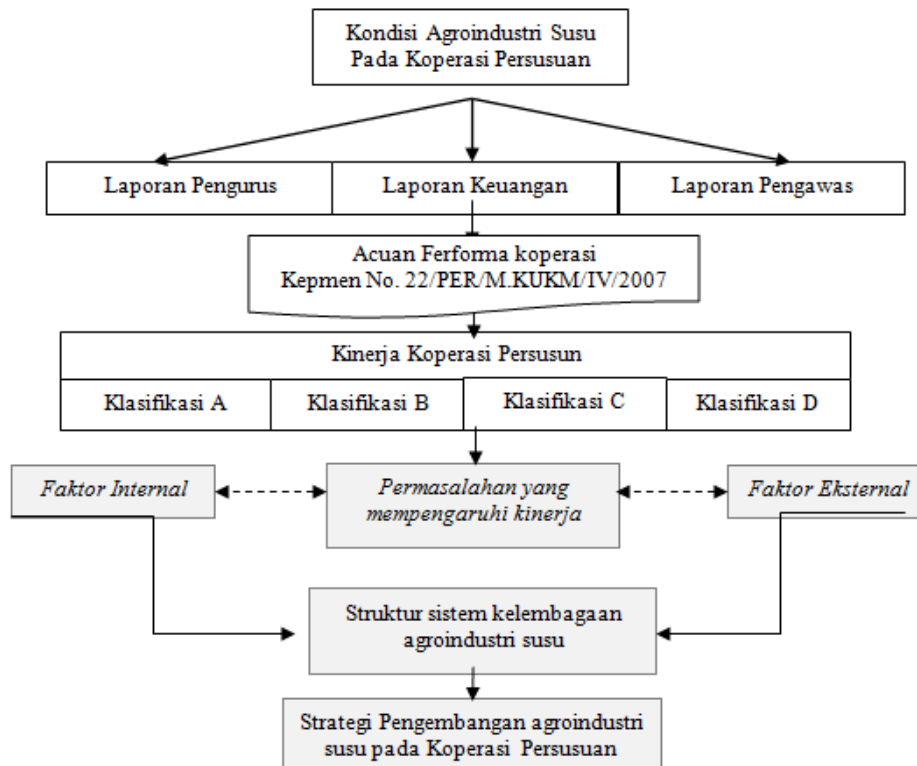 Kondisi Agroindustri Susu
Pada Koperasi Persusuan
Laporan Pengurus
Laporan Keuangan
Laporan Pengawas
Acuan Ferforma koperasi
Kepmen No. 22/PER/M.KUKM/IV/2007
Kinerja Koperasi Persusun
Klasifikasi A
Klasifikasi B
Klasifikasi C
Klasifikasi D
Faktor Internal
Permasalahan yang
mempengaruhi kinerja
Faktor Eksternal
Struktur sistem kelembagaan
agroindustri susu
Strategi Pengembangan agroindustri
susu pada Koperasi Persusuan